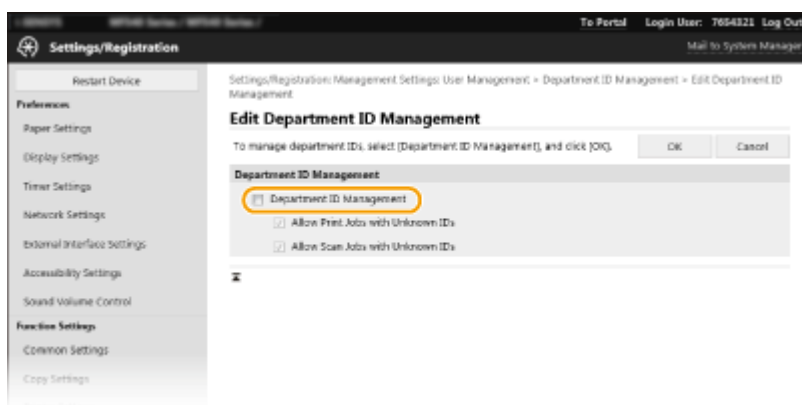 To Portal Login User: 7654321 Log Out
Settings/Registration
Mail to System Manager
Restart Device
Settings/Registration: Management Settings: User Management > Department ID Management > Edit Department ID
Management
Preferences
Edit Department ID Management
Paper Settings
To manage department IDs, select [Department ID Management], and click [OK].
OK
Cancel
Display Settings
Department ID Management
Timer Settings
Department ID Management
Network Settings
Allow Print Jobs with Unknown IDs
External Interface Settings
Allow Scan Jobs with Unknown IDs
Accessibility Settings
Sound Volume Control
Function Settings
Common Settings
Copy Settings